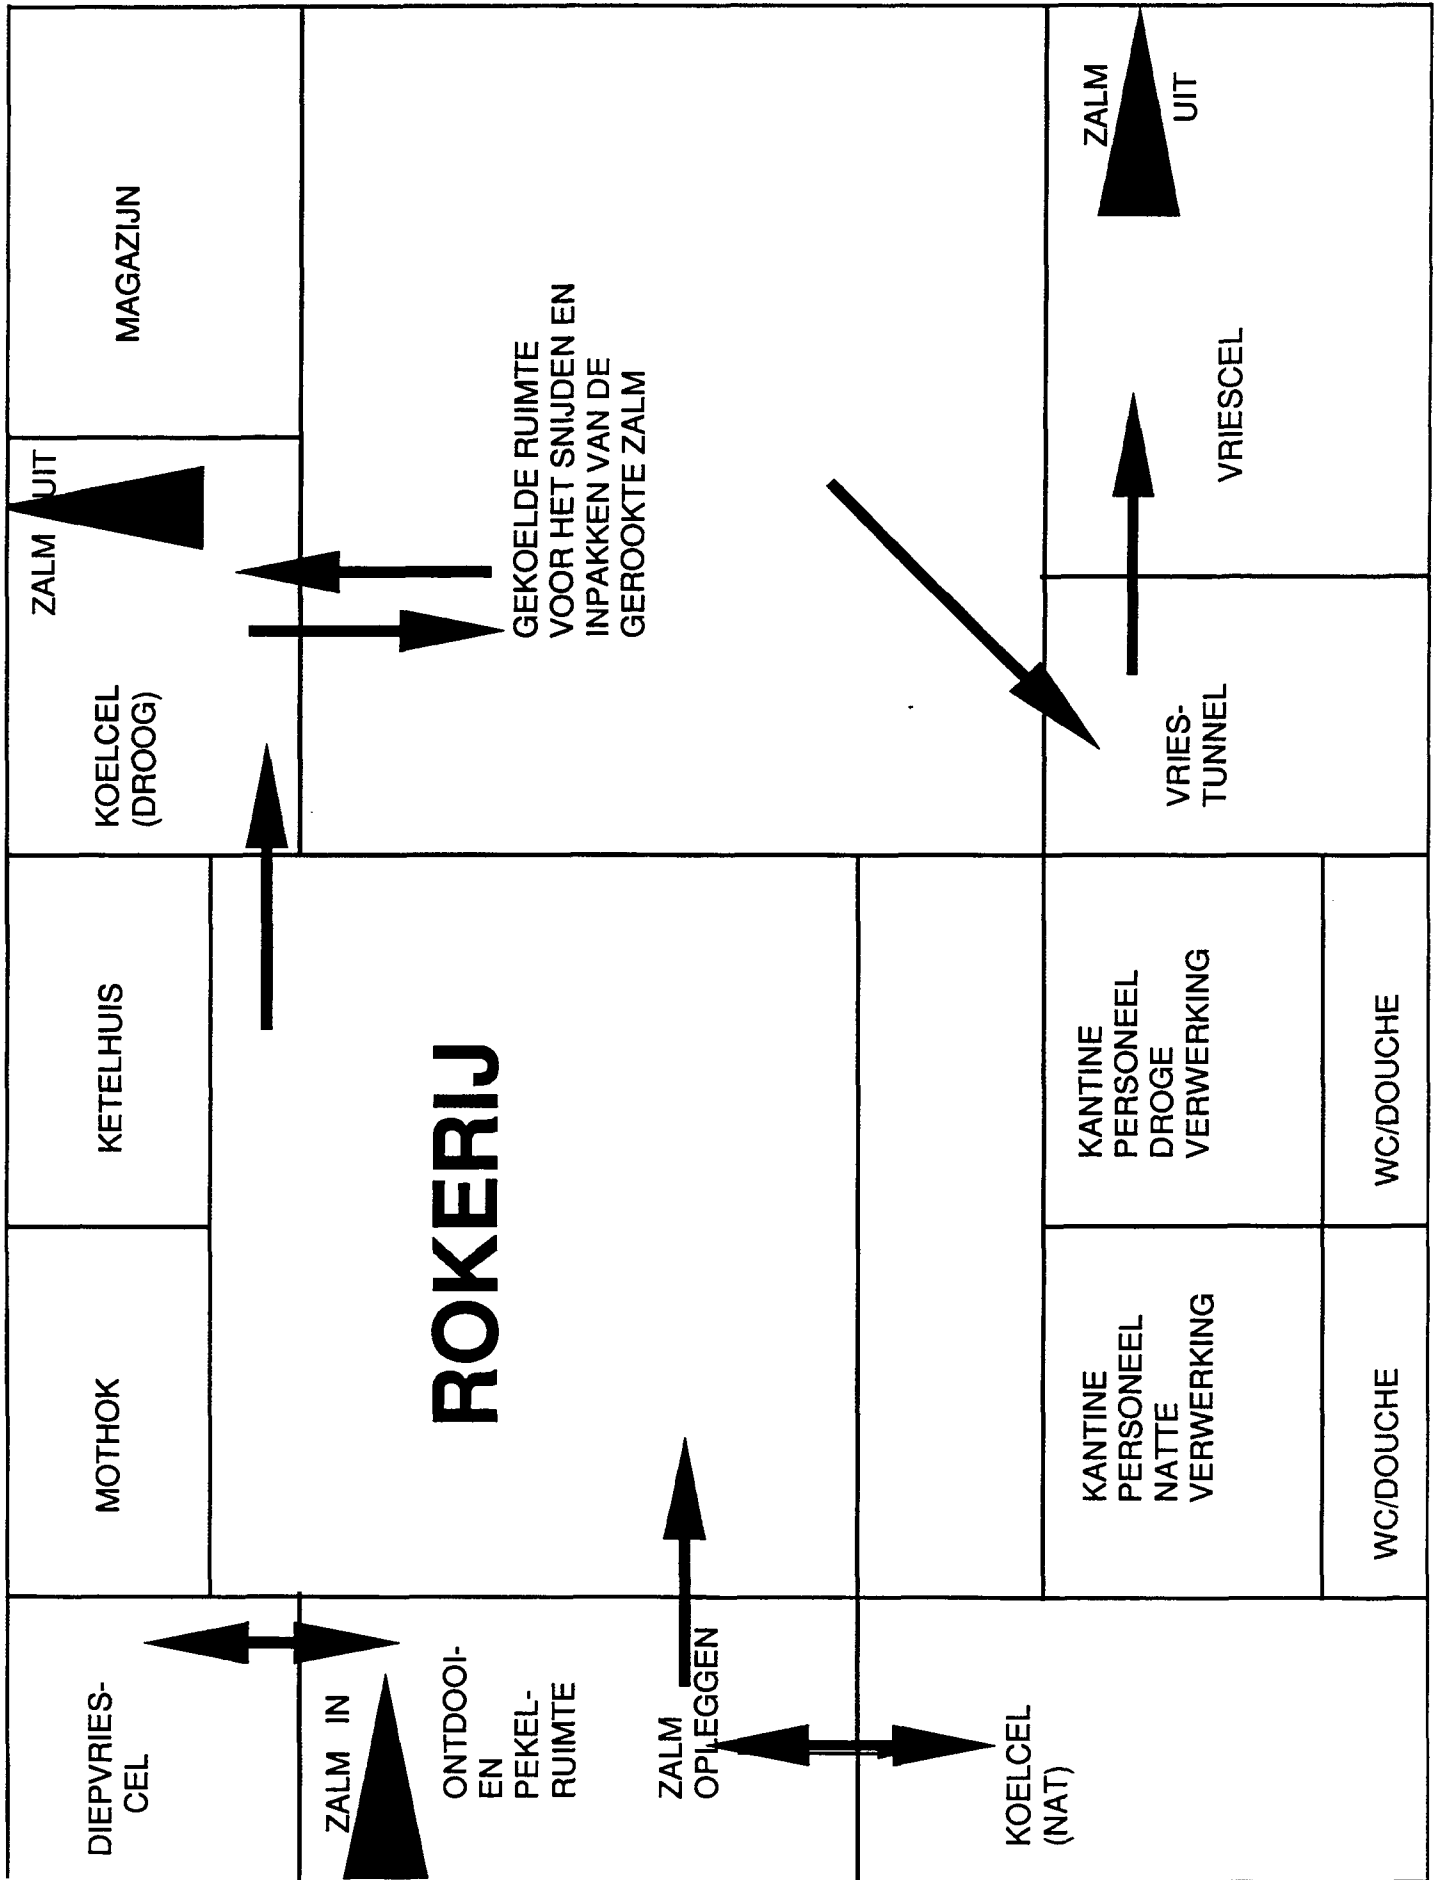 DIEPVRIES-
CEL
MOTHOK
KETELHUIS
KOELCEL
(DROOG)
ZALM UIT
MAGAZIJN
ZALM IN
ONTDOOI-
EN
PEKEL-
RUIMTE
ZALM
OPLEGGEN
ROKERIJ
GEKOELDE RUIMTE
VOOR HET SNIJDEN EN
INPAKKEN VAN DE
GEROOKTE ZALM
KOELCEL
(NAT)
KANTINE
PERSONEEL
NATTE
VERWERKING
WC/DOUCHE
KANTINE
PERSONEEL
DROGE
VERWERKING
WC/DOUCHE
VRIES-
TUNNEL
VRIESCEL
ZALM
UIT